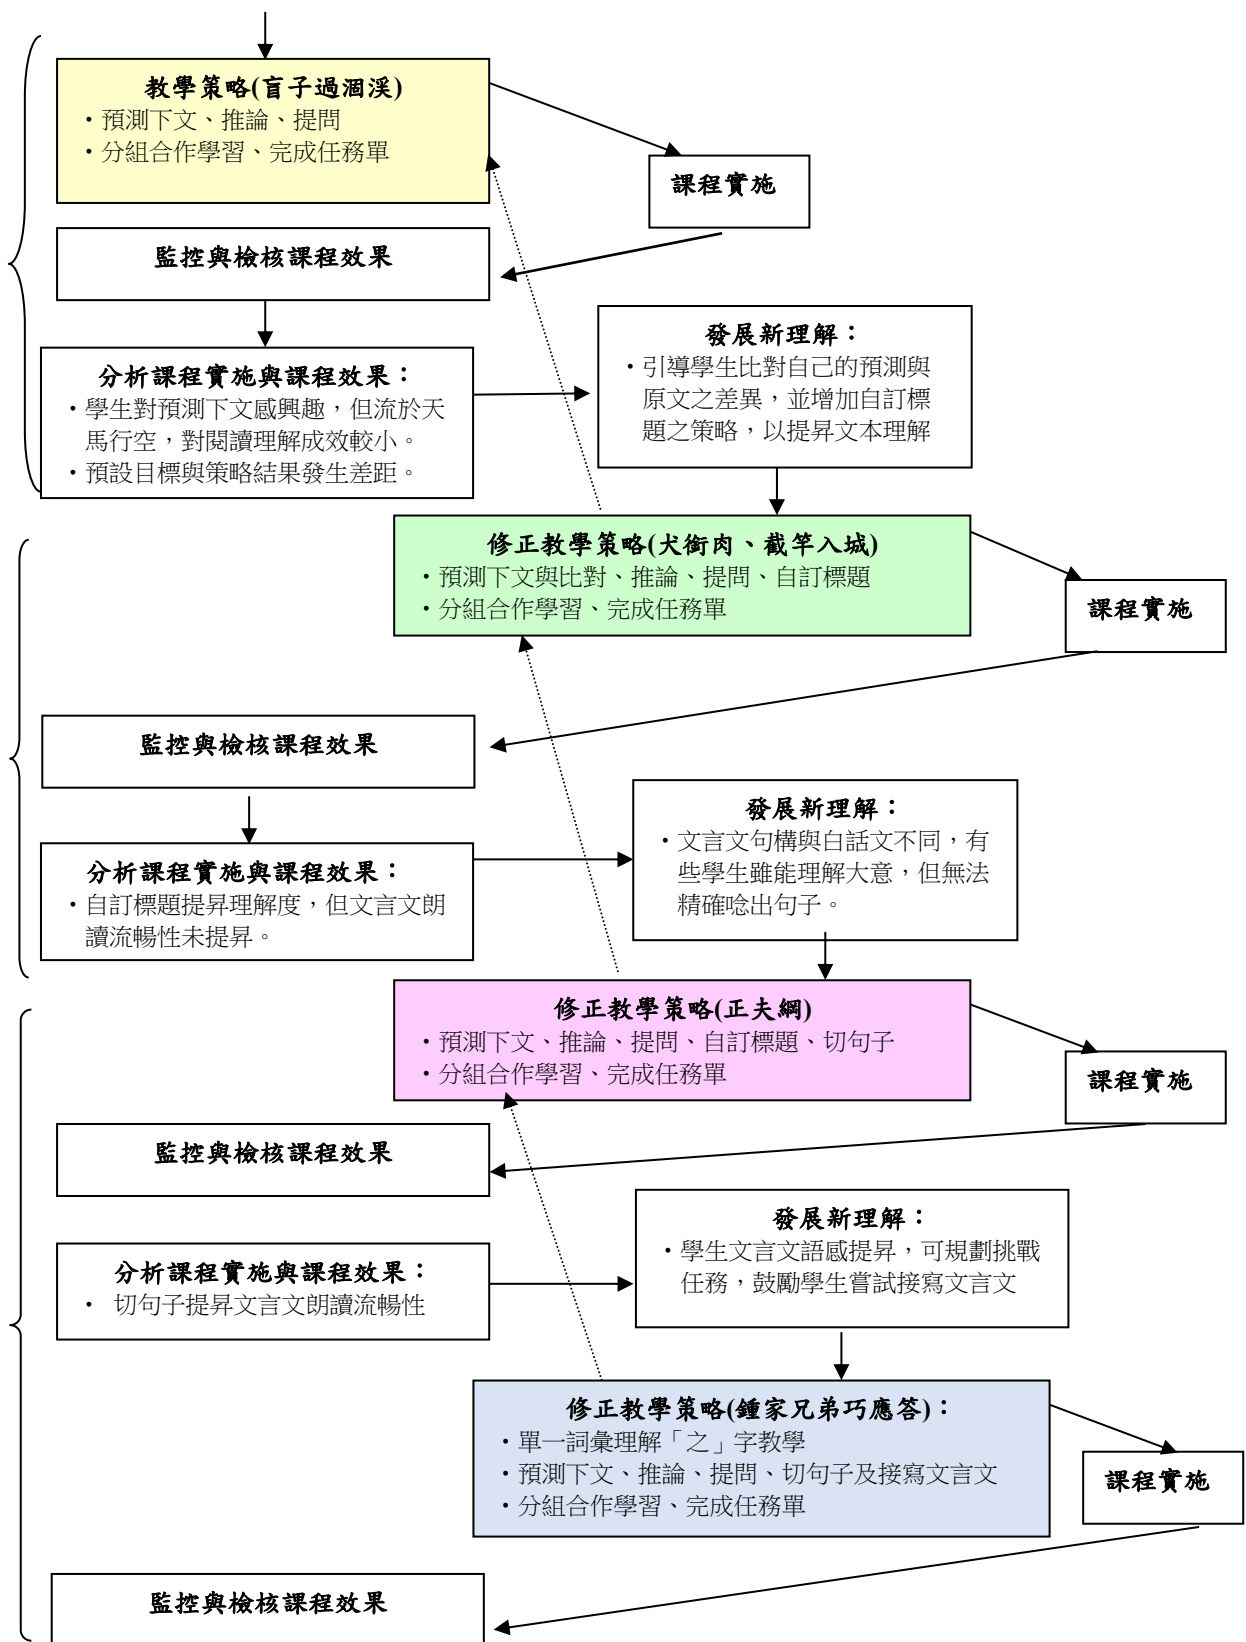 教學策略(盲子過涸溪)
・預測下文、推論、提問
・分組合作學習、完成任務單
課程實施
監控與檢核課程效果
分析課程實施與課程效果：
・學生對預測下文感興趣，但流於天
馬行空，對閱讀理解成效較小。
・預設目標與策略結果發生差距。
發展新理解：
・引導學生比對自己的預測與
原文之差異，並增加自訂標
題之策略，以提昇文本理解
修正教學策略(犬銜肉、截竿入城)
・預測下文與比對、推論、提問、自訂標題
・分組合作學習、完成任務單
課程實施
監控與檢核課程效果
分析課程實施與課程效果：
・自訂標題提昇理解度，但文言文朗
讀流暢性未提昇。
發展新理解：
・文言文句構與白話文不同，有
些學生雖能理解大意，但無法
精確唸出句子。
修正教學策略(正夫綱)
・預測下文、推論、提問、自訂標題、切句子
・分組合作學習、完成任務單
課程實施
監控與檢核課程效果
分析課程實施與課程效果：
・ 切句子提昇文言文朗讀流暢性
發展新理解：
・學生文言文語感提昇，可規劃挑戰
任務，鼓勵學生嘗試接寫文言文
修正教學策略(鍾家兄弟巧應答)：
・單一詞彙理解「之」字教學
・預測下文、推論、提問、切句子及接寫文言文
・分組合作學習、完成任務單
課程實施
監控與檢核課程效果